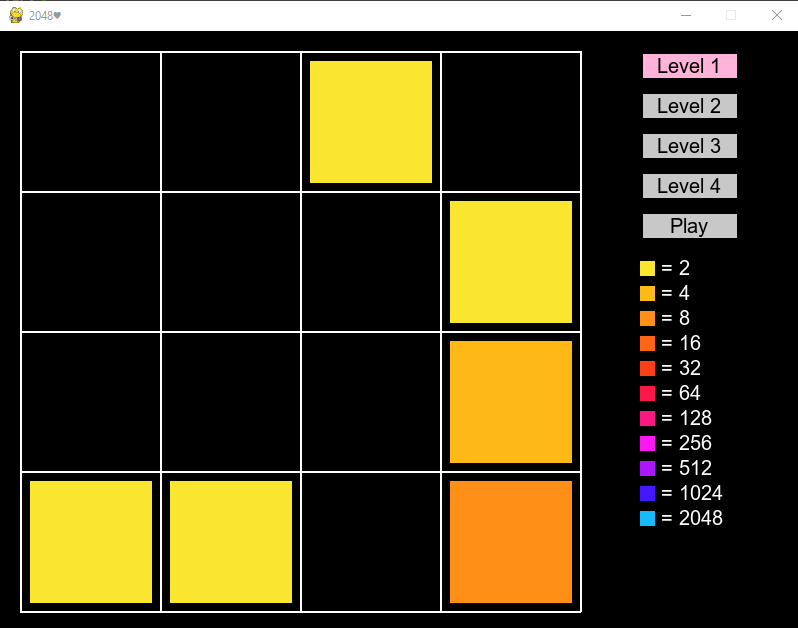 2048♥
Level 1
Level 2
Level 3
Level 4
Play
= 2
= 4
= 8
= 16
= 32
= 64
= 128
= 256
= 512
= 1024
= 2048